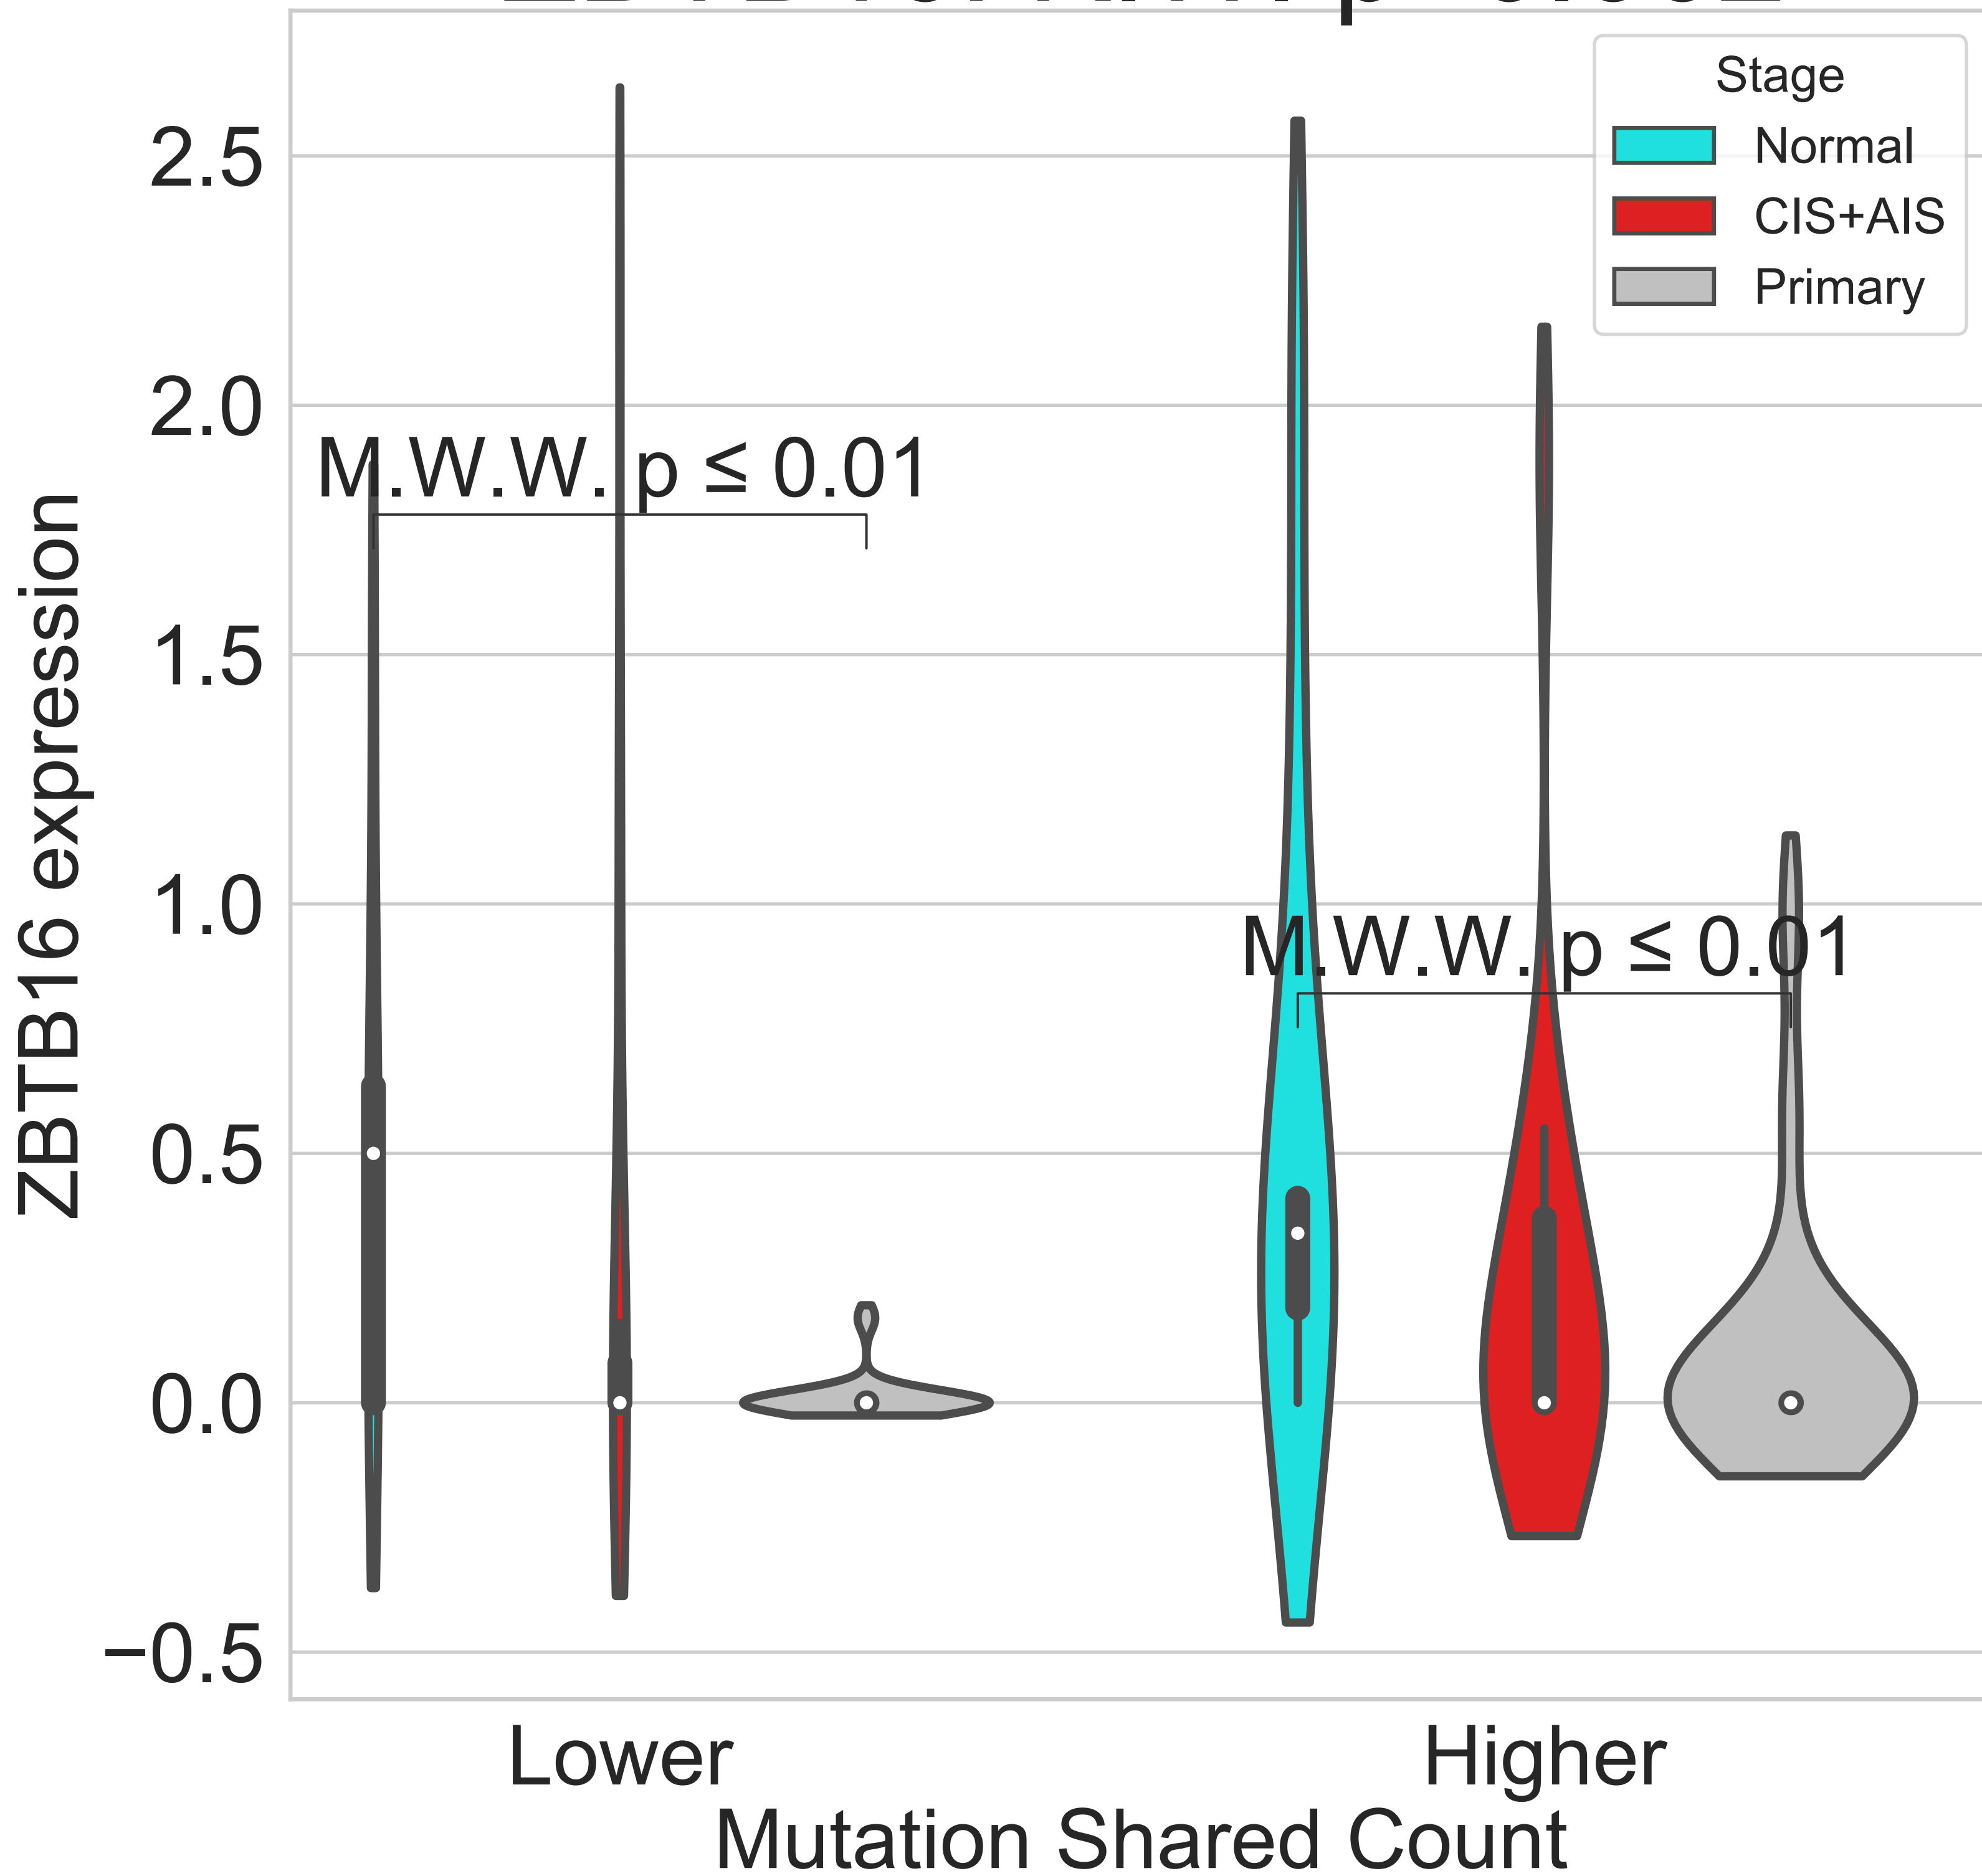 Stage
Normal
CIS+AIS
Primary
2.5
2.0
1.5
1.0
0.5
0.0
−0.5
M.W.W. p ≤ 0.01
M.W.W. p ≤ 0.01
ZBTB16 expression
Lower
Higher
Mutation Shared Count